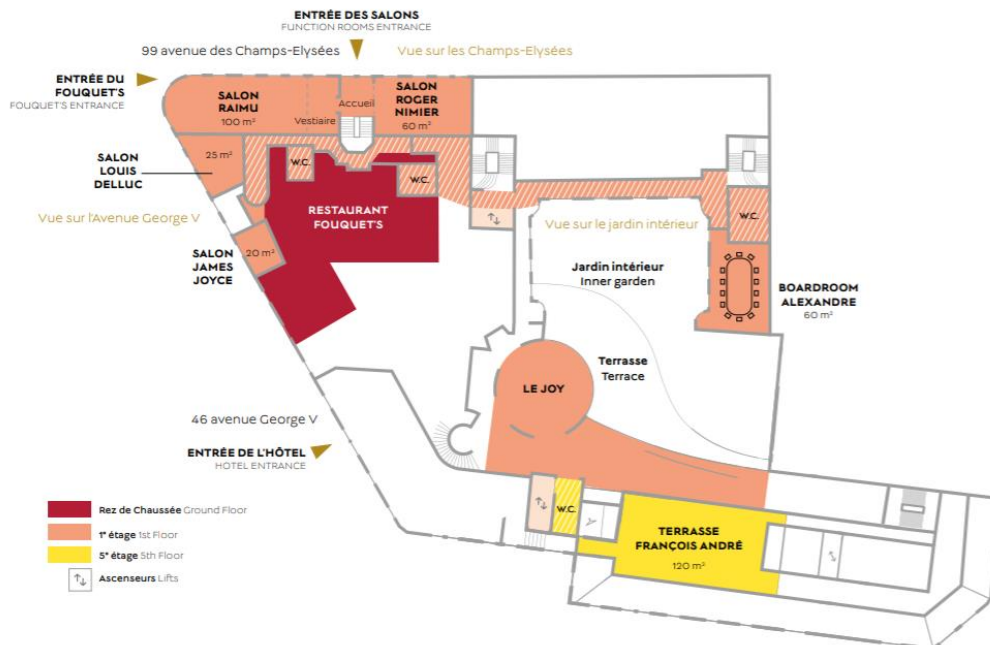 ENTRÉE DES SALONS
FUNCTION ROOMS ENTRANCE
99 avenue des Champs-Elysées
Vue sur les Champs-Elysées
ENTRÉE DU
FOUQUET'S
FOUQUET'S ENTRANCE
SALON
RAIMU
100 m²
Vestiaire
Accueil
SALON
ROGER
NIMIER
60 m²
25 m²
SALON
LOUIS
DELLUC
W.C.
W.C.
W.C.
Vue sur l'Avenue George V
RESTAURANT
FOUQUET'S
Vue sur le jardin intérieur
20 m²
SALON
JAMES
JOYCE
Jardin intérieur
Inner garden
BOARDROOM
ALEXANDRE
60 m²
Terrasse
Terrace
LE JOY
46 avenue George V
ENTRÉE DE L'HÔTEL
HOTEL ENTRANCE
W.C.
TERRASSE
FRANÇOIS ANDRÉ
120 m²
Rez de Chaussée Ground Floor
1e étage 1st Floor
5e étage 5th Floor
Ascenseurs Lifts